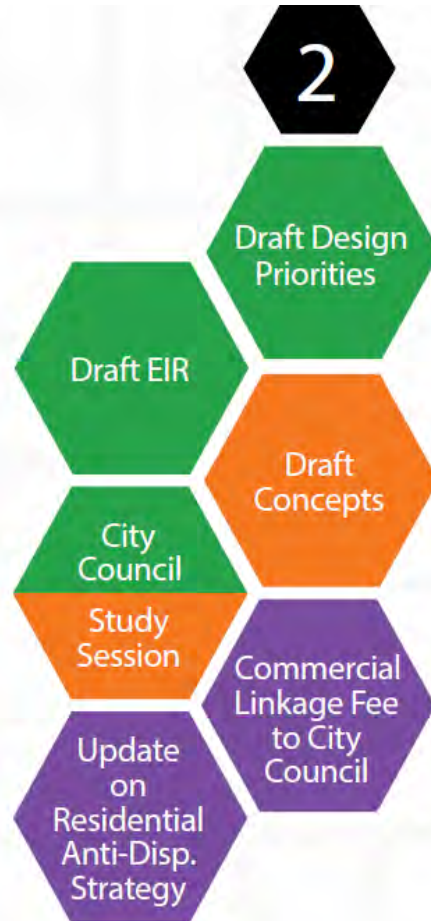 2
Draft Design
Priorities
Draft EIR
Draft
Concepts
City
Council
Study
Session
Commercial
Linkage Fee
to City
Council
Update
on
Residential
Anti-Disp.
Strategy